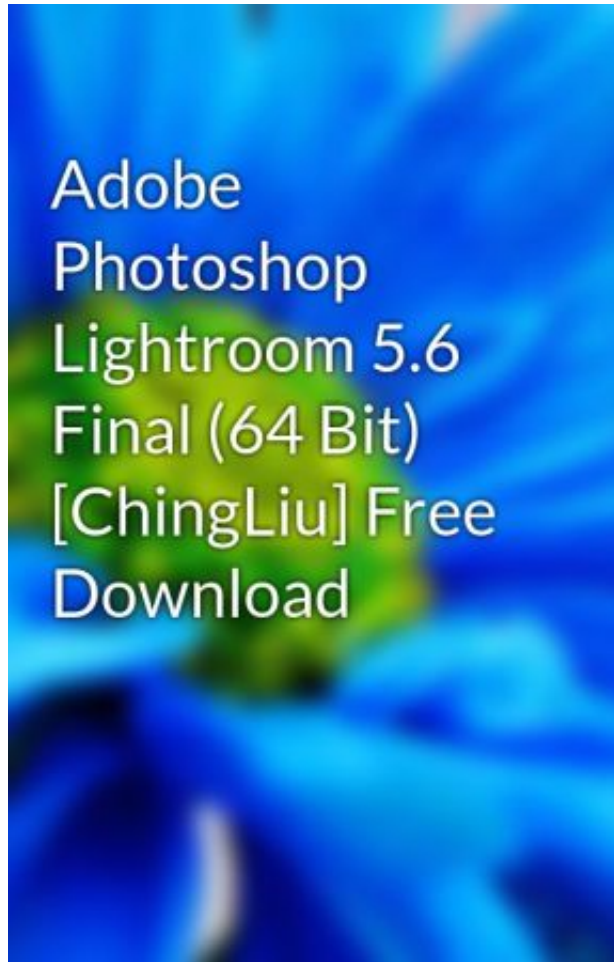 Adobe
Photoshop
Lightroom 5.6
Final (64 Bit)
[ChingLiu] Free
Download